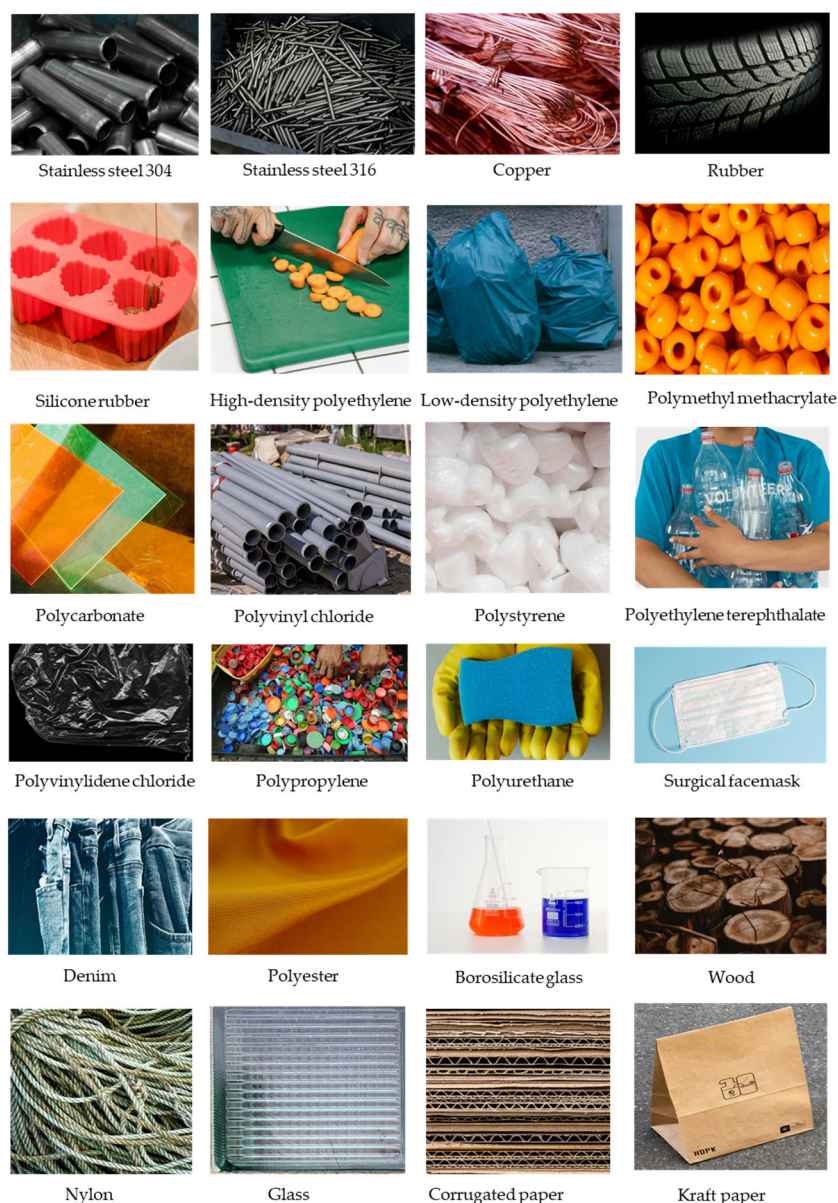 Stainless steel 304
Stainless steel 316
Copper
Rubber
Silicone rubber
High-density polyethylene
Low-density polyethylene
Polymethyl methacrylate
VOLUNTEER
Polycarbonate
Polyvinyl chloride
Polystyrene
Polyethylene terephthalate
Polyvinylidene chloride
Polypropylene
Polyurethane
Surgical facemask
Denim
Polyester
Borosilicate glass
Wood
HDPK
Nylon
Glass
Corrugated paper
Kraft paper